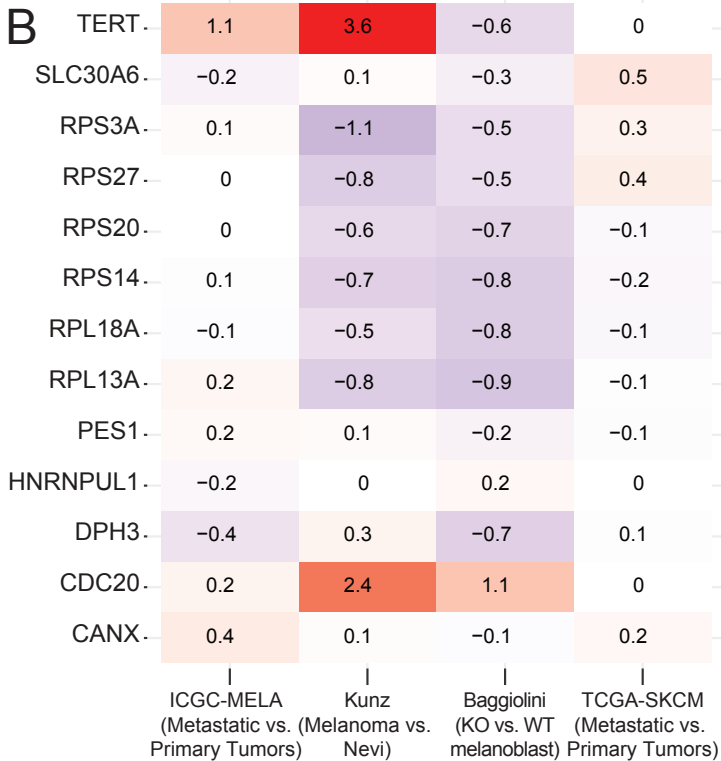 B
TERT 1.1 3.6 −0.6 0
SLC30A6 −0.2 0.1 −0.3 0.5
RPS3A 0.1 −1.1 −0.5 0.3
RPS27 0 −0.8 −0.5 0.4
RPS20 0 −0.6 −0.7 −0.1
RPS14 0.1 −0.7 −0.8 −0.2
RPL18A −0.1 −0.5 −0.8 −0.1
RPL13A 0.2 −0.8 −0.9 −0.1
PES1 0.2 0.1 −0.2 −0.1
HNRNPUL1 −0.2 0 0.2 0
DPH3 −0.4 0.3 −0.7 0.1
CDC20 0.2 2.4 1.1 0
CANX 0.4 0.1 −0.1 0.2
ICGC-MELA
(Metastatic vs.
Primary Tumors)
Kunz
(Melanoma vs.
Nevi)
Baggiolini
(KO vs. WT
melanoblast)
TCGA-SKCM
(Metastatic vs.
Primary Tumors)